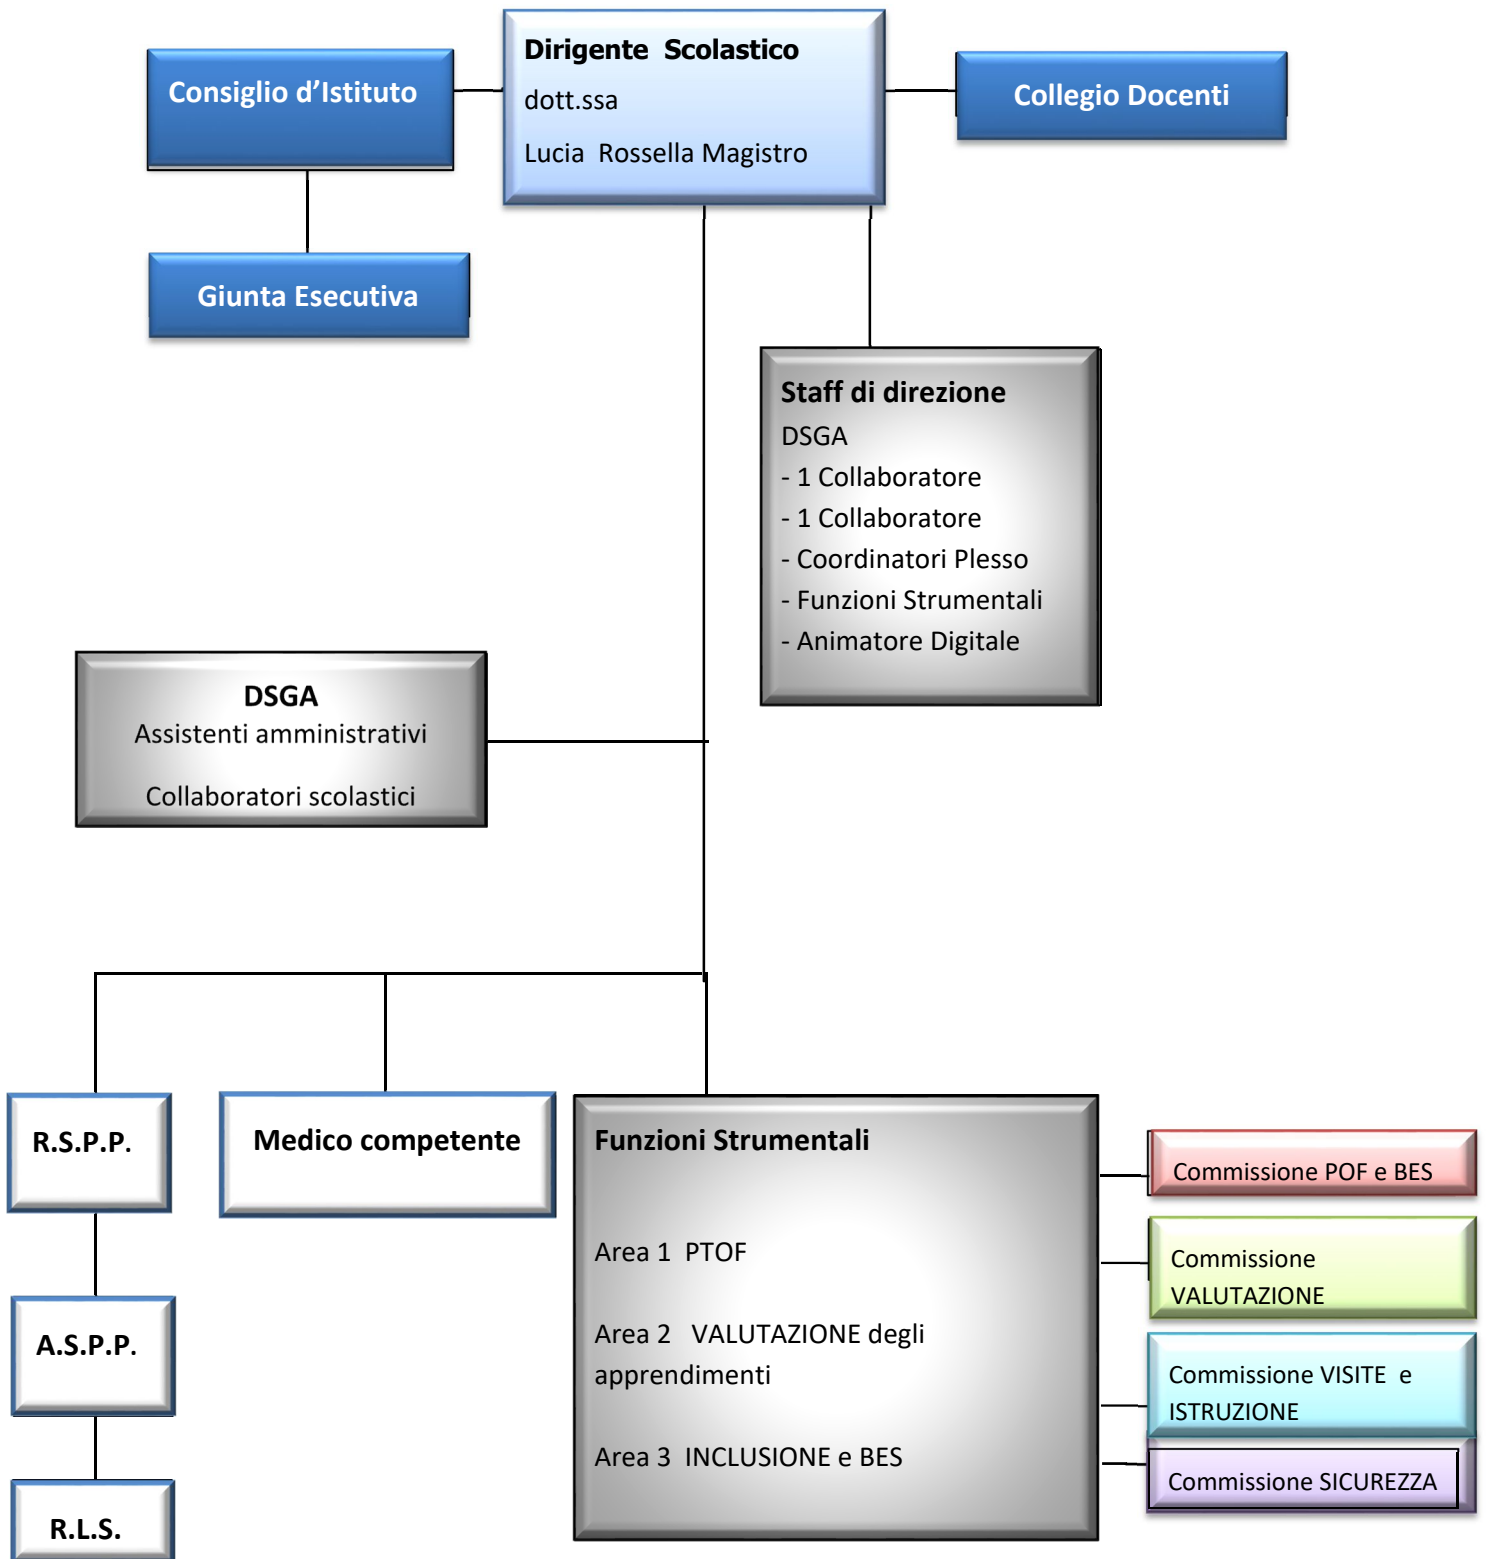 Dirigente Scolastico
dott.ssa
Lucia Rossella Magistro
Consiglio d'Istituto
Collegio Docenti
Giunta Esecutiva
Staff di direzione
DSGA
- 1 Collaboratore
- 1 Collaboratore
- Coordinatori Plesso
- Funzioni Strumentali
- Animatore Digitale
DSGA
Assistenti amministrativi
Collaboratori scolastici
R.S.P.P.
A.S.P.P.
R.L.S.
Medico competente
Funzioni Strumentali
Area 1 PTOF
Area 2 VALUTAZIONE degli
apprendimenti
Area 3 INCLUSIONE e BES
Commissione POF e BES
Commissione
VALUTAZIONE
Commissione VISITE e
ISTRUZIONE
Commissione SICUREZZA